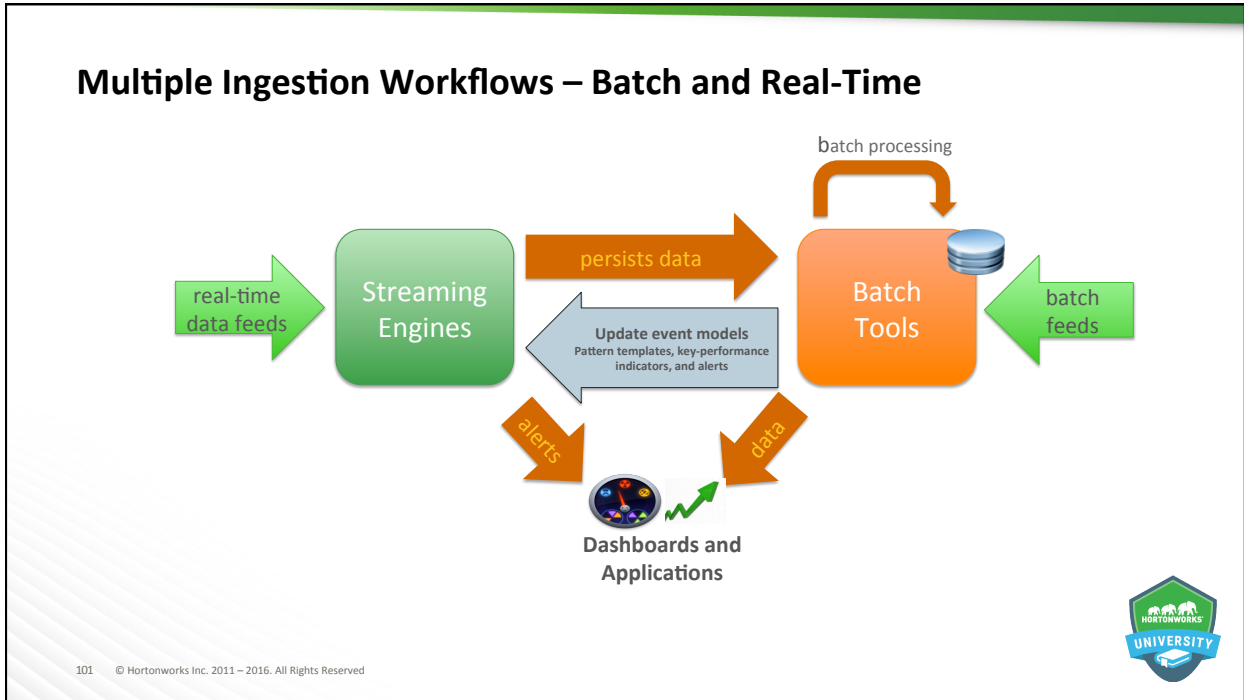 Multiple Ingestion Workflows – Batch and Real-Time
batch processing
persists data
Streaming
Engines
Batch
Tools
real-time
data feeds
batch
feeds
Update event models
Pattern templates, key-performance
indicators, and alerts
alerts
data
Dashboards and
Applications
HORTONWORKS
UNIVERSITY
101 © Hortonworks Inc. 2011 – 2016. All Rights Reserved